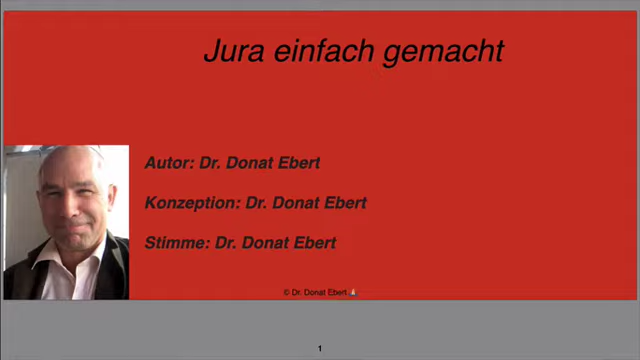 Jura einfach gemacht
Autor: Dr. Donat Ebert
Konzeption: Dr. Donat Ebert
Stimme: Dr. Donat Ebert
© Dr. Donat Ebert
1